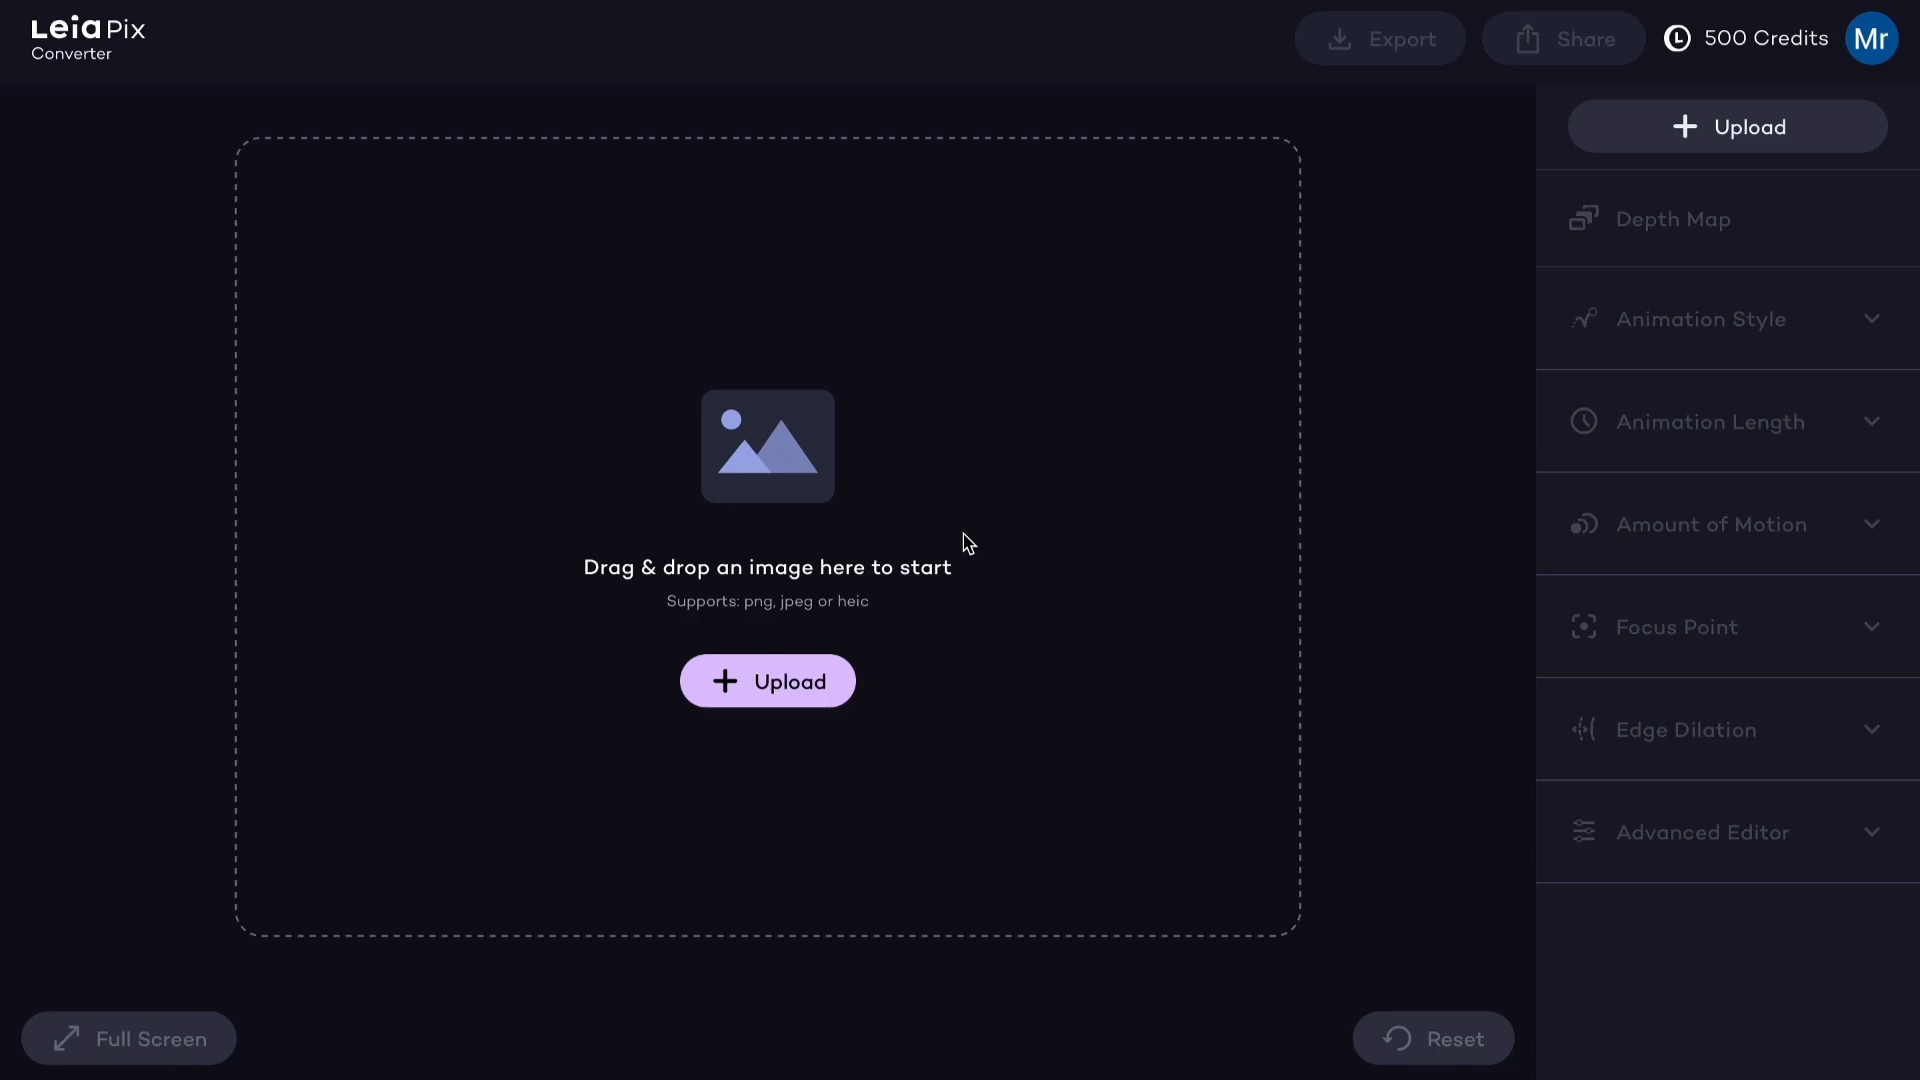 Leia Pix
Converter
Export
Share
500 Credits
Mr
Upload
Depth Map
Animation Style
Animation Length
Amount of Motion
Focus Point
Edge Dilation
Advanced Editor
Drag & drop an image here to start
Supports: png, jpeg or heic
Upload
Full Screen
Reset